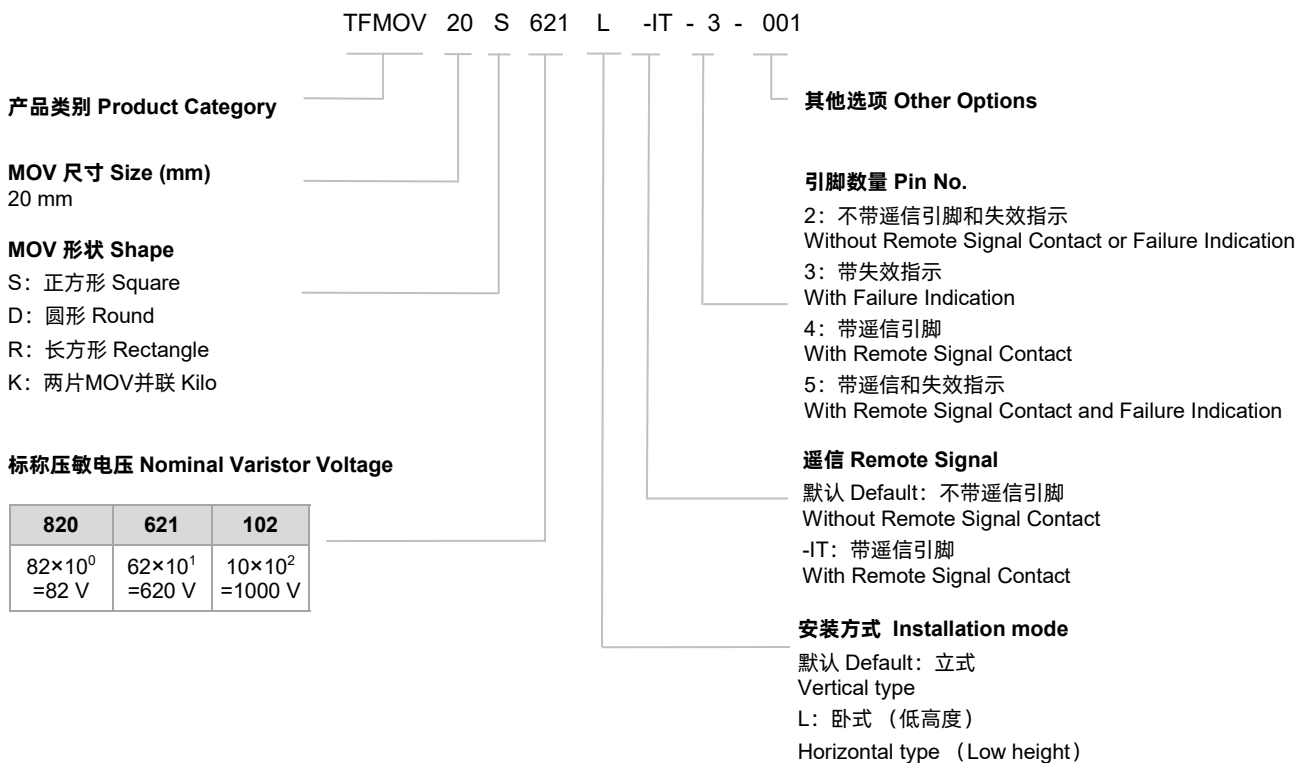 TFMOV 20 S 621 L -IT - 3 - 001
产品类别 Product Category
MOV 尺寸 Size (mm)
20 mm
MOV 形状 Shape
S：正方形 Square
D：圆形 Round
R：长方形 Rectangle
K：两片MOV并联 Kilo
标称压敏电压 Nominal Varistor Voltage
820 621 102
82×10⁰ 62×10¹ 10×10²
=82 V =620 V =1000 V
其他选项 Other Options
引脚数量 Pin No.
2：不带遥信引脚和失效指示
Without Remote Signal Contact or Failure Indication
3：带失效指示
With Failure Indication
4：带遥信引脚
With Remote Signal Contact
5：带遥信和失效指示
With Remote Signal Contact and Failure Indication
遥信 Remote Signal
默认 Default：不带遥信引脚
Without Remote Signal Contact
-IT：带遥信引脚
With Remote Signal Contact
安装方式 Installation mode
默认 Default：立式
Vertical type
L：卧式 （低高度）
Horizontal type （Low height）